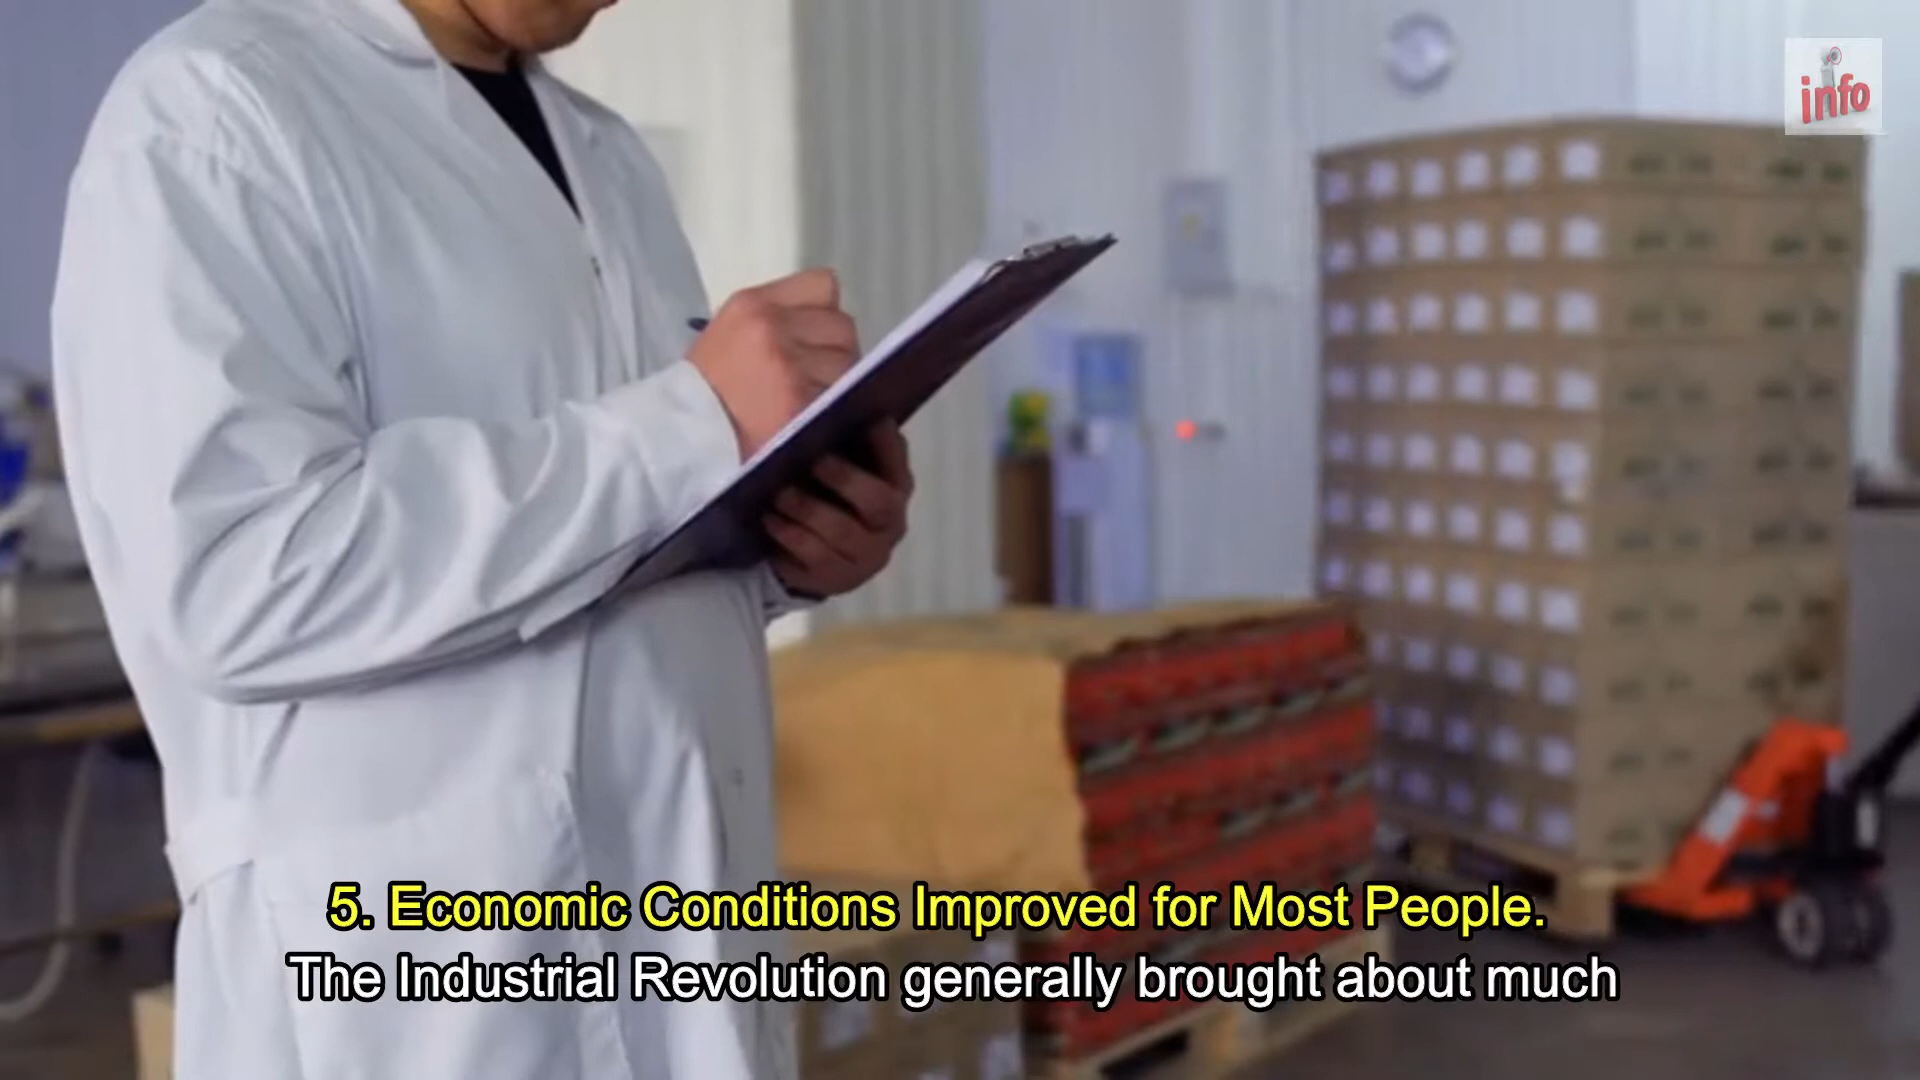 info
5. Economic Conditions Improved for Most People.
The Industrial Revolution generally brought about much